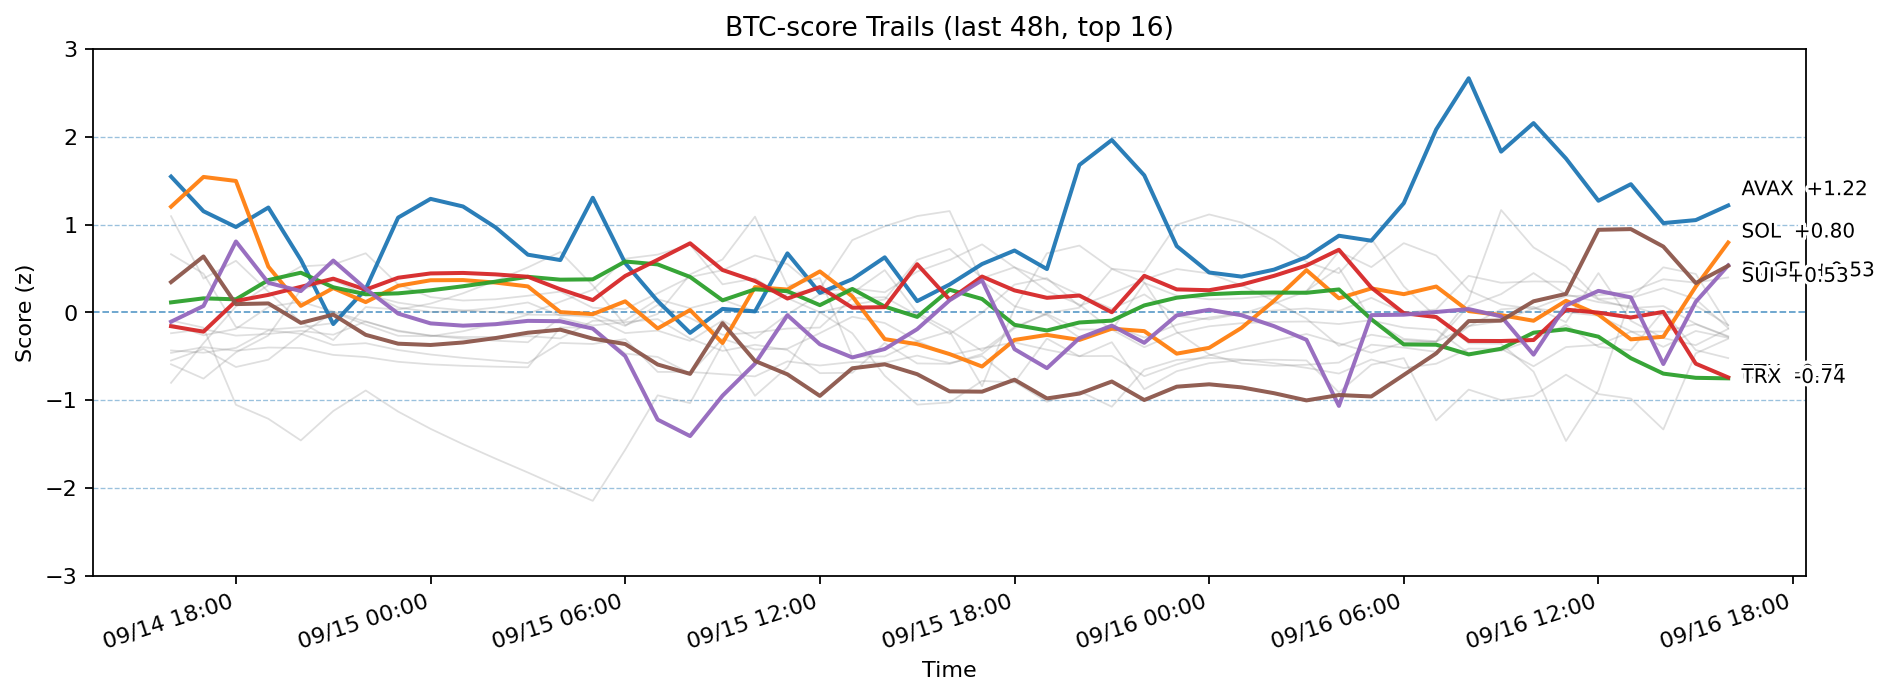 BTC-score Trails (last 48h, top 16)
3
2
1
0
−1
−2
−3
Score (z)
AVAX +1.22
SOL +0.80
SUI +0.53
TRX -0.74
09/14 18:00
09/15 00:00
09/15 06:00
09/15 12:00
09/15 18:00
09/16 00:00
09/16 06:00
09/16 12:00
09/16 18:00
Time